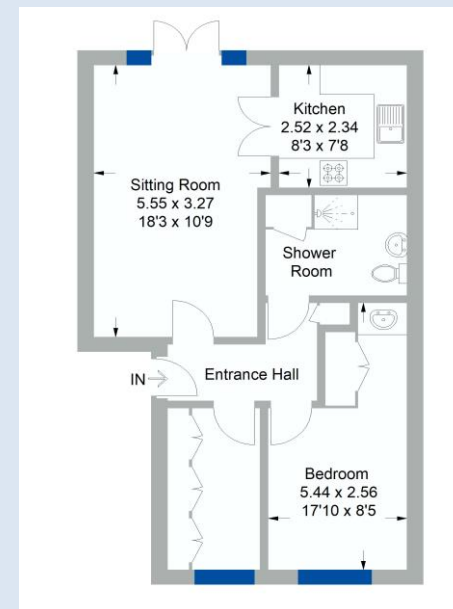 Kitchen
2.52 x 2.34
8'3 x 7'8
Sitting Room
5.55 x 3.27
18'3 x 10'9
Shower
Room
IN
Entrance Hall
Bedroom
5.44 x 2.56
17'10 x 8'5